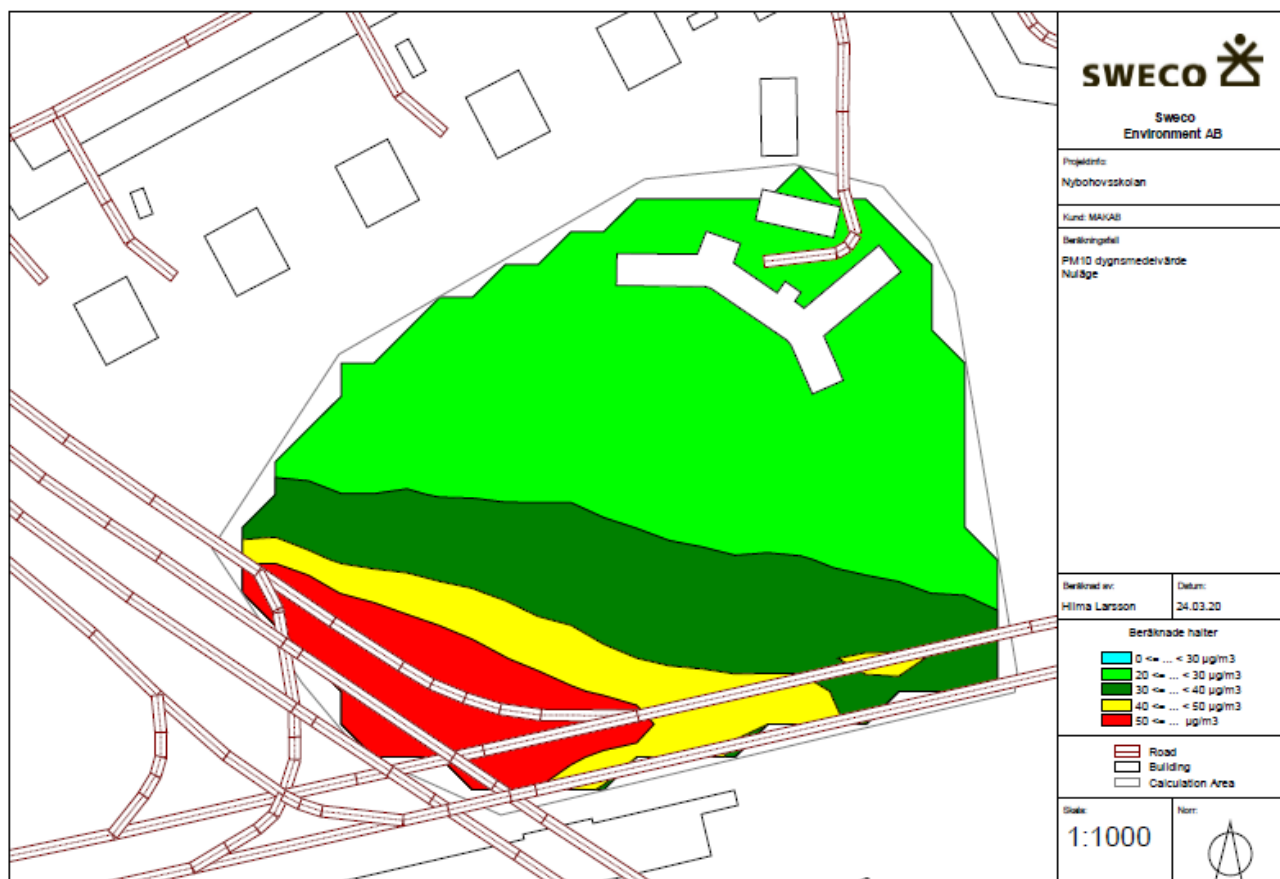 SWECO
Sweco
Environment AB
Projektinfo:
Nybohovsskolan
Kund: MAKAB
Beräkningsfall
PM10 dygnsmedelvärde
Nuläge
Beräknad av:
Hilma Larsson
Datum:
24.03.20
Beräknade halter
0 <= ... < 30 µg/m3
20 <= ... < 30 µg/m3
30 <= ... < 40 µg/m3
40 <= ... < 50 µg/m3
50 <= ... µg/m3
Road
Building
Calculation Area
Skala:
1:1000
Norr: